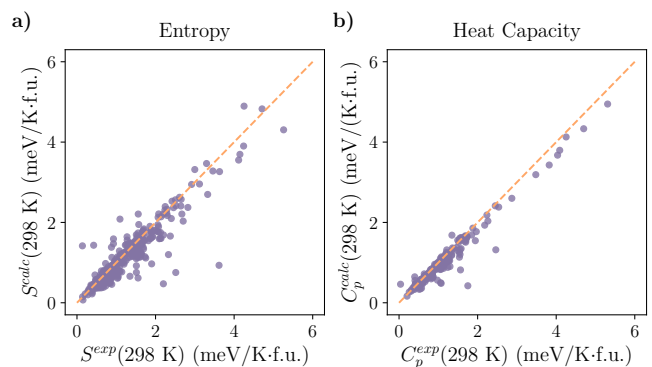 a)
Entropy
6
4
2
0
0 2 4 6
S^{calc}(298 K) (meV/K·f.u.)
S^{exp}(298 K) (meV/K·f.u.)
b)
Heat Capacity
6
4
2
0
0 2 4 6
C_p^{calc}(298 K) (meV/(K·f.u.)
C_p^{exp}(298 K) (meV/K·f.u.)